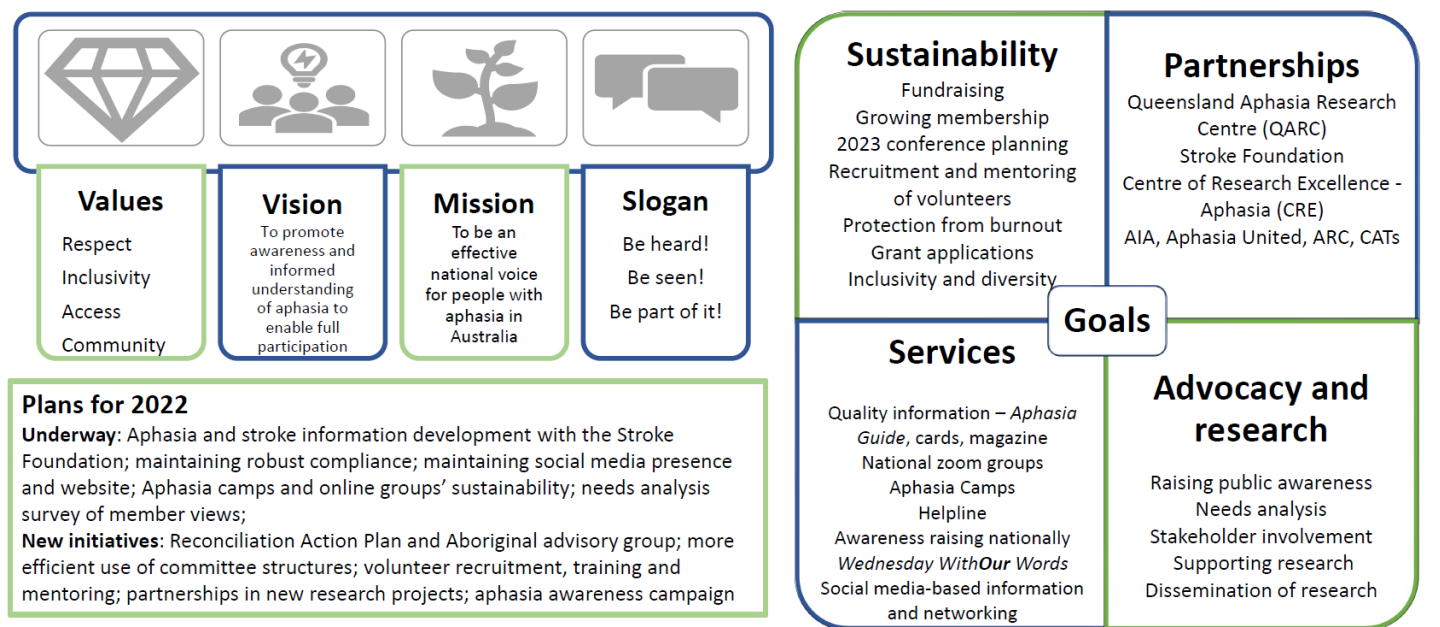 Values
Respect
Inclusivity
Access
Community
Vision
To promote
awareness and
informed
understanding
of aphasia to
enable full
participation
Mission
To be an
effective
national voice
for people with
aphasia in
Australia
Slogan
Be heard!
Be seen!
Be part of it!
Plans for 2022
Underway: Aphasia and stroke information development with the Stroke
Foundation; maintaining robust compliance; maintaining social media presence
and website; Aphasia camps and online groups’ sustainability; needs analysis
survey of member views;
New initiatives: Reconciliation Action Plan and Aboriginal advisory group; more
efficient use of committee structures; volunteer recruitment, training and
mentoring; partnerships in new research projects; aphasia awareness campaign
Sustainability
Fundraising
Growing membership
2023 conference planning
Recruitment and mentoring
of volunteers
Protection from burnout
Grant applications
Inclusivity and diversity
Partnerships
Queensland Aphasia Research
Centre (QARC)
Stroke Foundation
Centre of Research Excellence -
Aphasia (CRE)
AIA, Aphasia United, ARC, CATs
Goals
Services
Quality information – Aphasia
Guide, cards, magazine
National zoom groups
Aphasia Camps
Helpline
Awareness raising nationally
Wednesday WithOur Words
Social media-based information
and networking
Advocacy and
research
Raising public awareness
Needs analysis
Stakeholder involvement
Supporting research
Dissemination of research